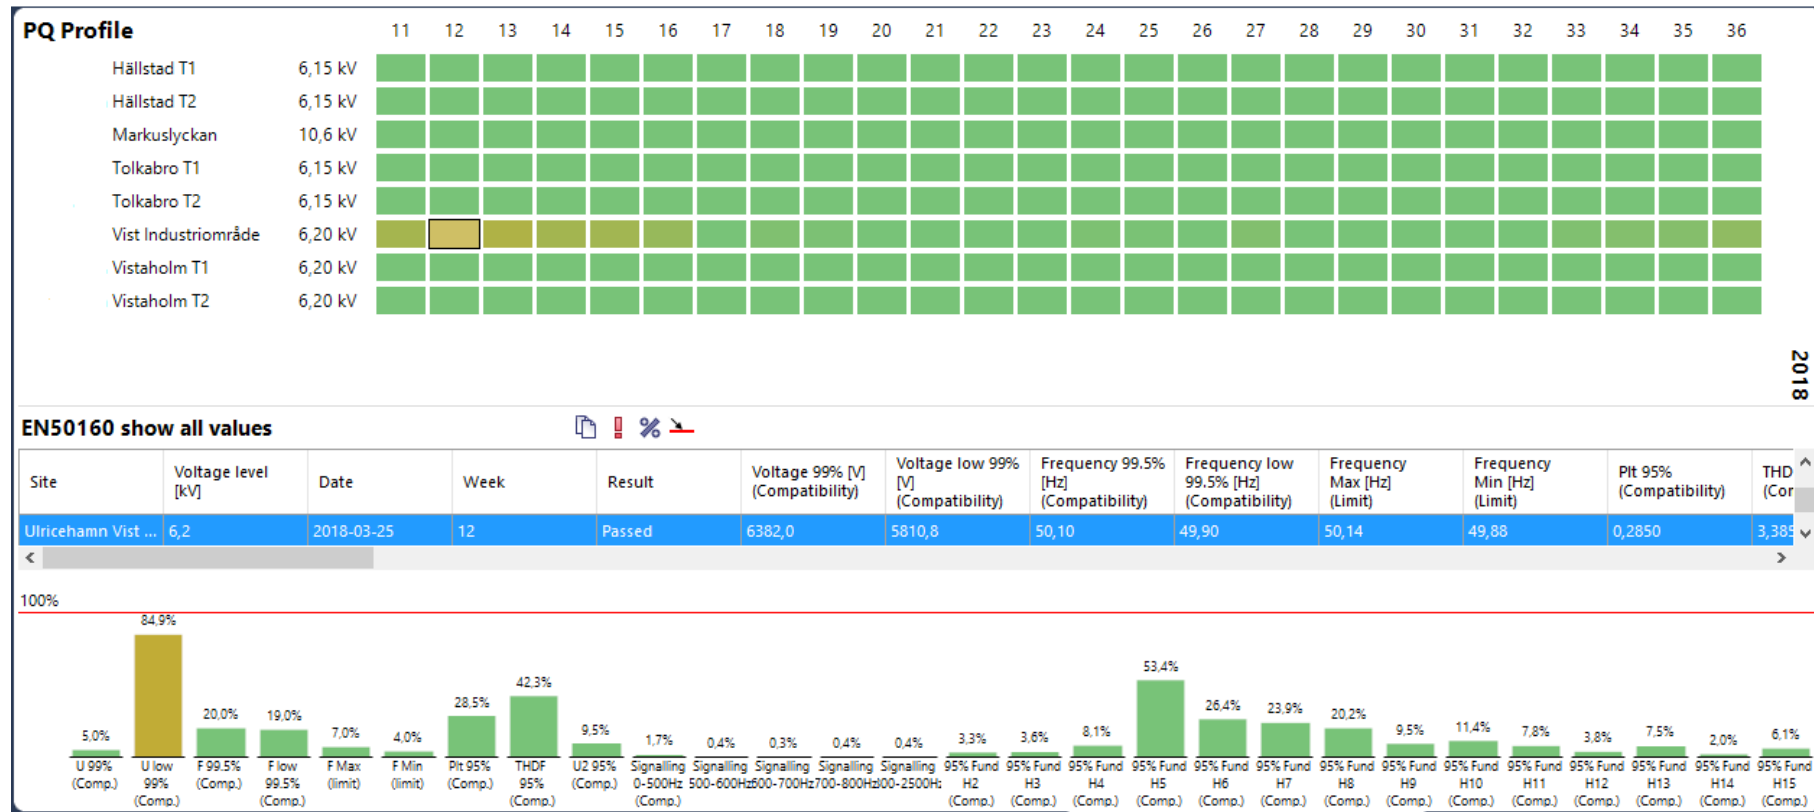 PQ Profile 11 12 13 14 15 16 17 18 19 20 21 22 23 24 25 26 27 28 29 30 31 32 33 34 35 36
Hällstad T1 6,15 kV
Hällstad T2 6,15 kV
Markuslyckan 10,6 kV
Tolkabro T1 6,15 kV
Tolkabro T2 6,15 kV
Vist Industriområde 6,20 kV
Vistaholm T1 6,20 kV
Vistaholm T2 6,20 kV
2018
EN50160 show all values
Site Voltage level [kV] Date Week Result Voltage 99% [V] (Compatibility) Voltage low 99% [V] (Compatibility) Frequency 99.5% [Hz] (Compatibility) Frequency low 99.5% [Hz] (Compatibility) Frequency Max [Hz] (Limit) Frequency Min [Hz] (Limit) Plt 95% (Compatibility) THD (Cor
Ulricehamn Vist ... 6,2 2018-03-25 12 Passed 6382,0 5810,8 50,10 49,90 50,14 49,88 0,2850 3,385
100%
5,0% 84,9% 20,0% 19,0% 7,0% 4,0% 28,5% 42,3% 9,5% 1,7% 0,4% 0,3% 0,4% 0,4% 3,3% 3,6% 8,1% 53,4% 26,4% 23,9% 20,2% 9,5% 11,4% 7,8% 3,8% 7,5% 2,0% 6,1%
U 99% U low F 99.5% F low F Max F Min Plt 95% THDF U2 95% Signalling Signalling Signalling Signalling Signalling 95% Fund 95% Fund 95% Fund 95% Fund 95% Fund 95% Fund 95% Fund 95% Fund 95% Fund 95% Fund 95% Fund 95% Fund 95% Fund 95% Fund
(Comp.) 99% (Comp.) 99.5% (limit) (limit) (Comp.) 95% (Comp.) 0-500Hz 500-600Hz 600-700Hz 700-800Hz 800-2500Hz H2 H3 H4 H5 H6 H7 H8 H9 H10 H11 H12 H13 H14 H15
(Comp.) (Comp.) (Comp.) (Comp.) (Comp.) (Comp.) (Comp.) (Comp.) (Comp.) (Comp.) (Comp.) (Comp.) (Comp.) (Comp.) (Comp.) (Comp.) (Comp.) (Comp.)